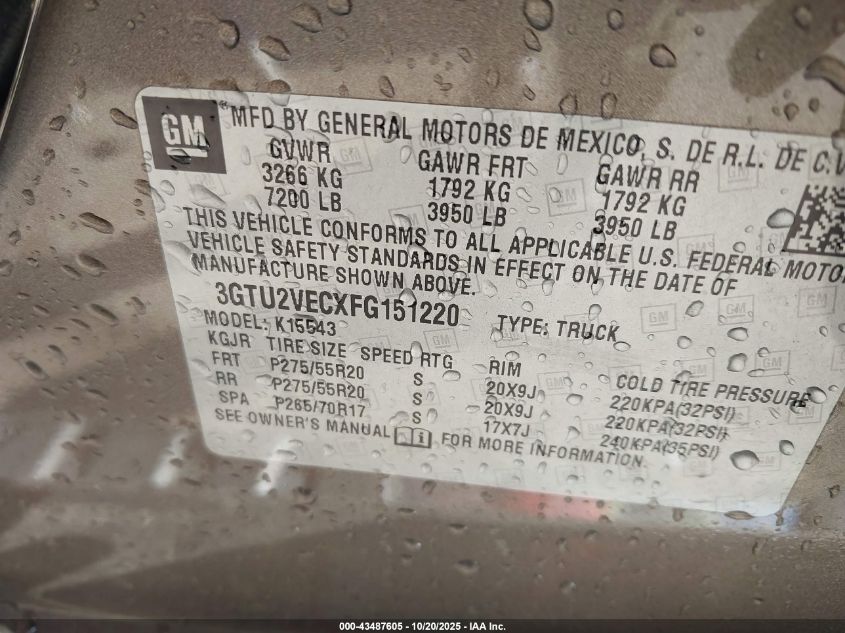 GM ® MFD BY GENERAL MOTORS DE MEXICO, S. DE R.L. DE C.V
GVWR GAWR FRT GAWR RR
3266 KG 1792 KG 1792 KG
7200 LB 3950 LB 3950 LB
THIS VEHICLE CONFORMS TO ALL APPLICABLE U.S. FEDERAL MOTO
VEHICLE SAFETY STANDARDS IN EFFECT ON THE DATE OF
MANUFACTURE SHOWN ABOVE.
3GTU2VECXFG151220 TYPE: TRUCK
MODEL: K15543
KGJR TIRE SIZE SPEED RTG RIM COLD TIRE PRESSURE
FRT P275/55R20 S 20X9J 220KPA(32PSI)
RR P275/55R20 S 20X9J 220KPA(32PSI)
SPA P265/70R17 S 17X7J 240KPA(35PSI)
SEE OWNER'S MANUAL FOR MORE INFORMATION
000-43487605 - 10/20/2025 - IAA Inc.